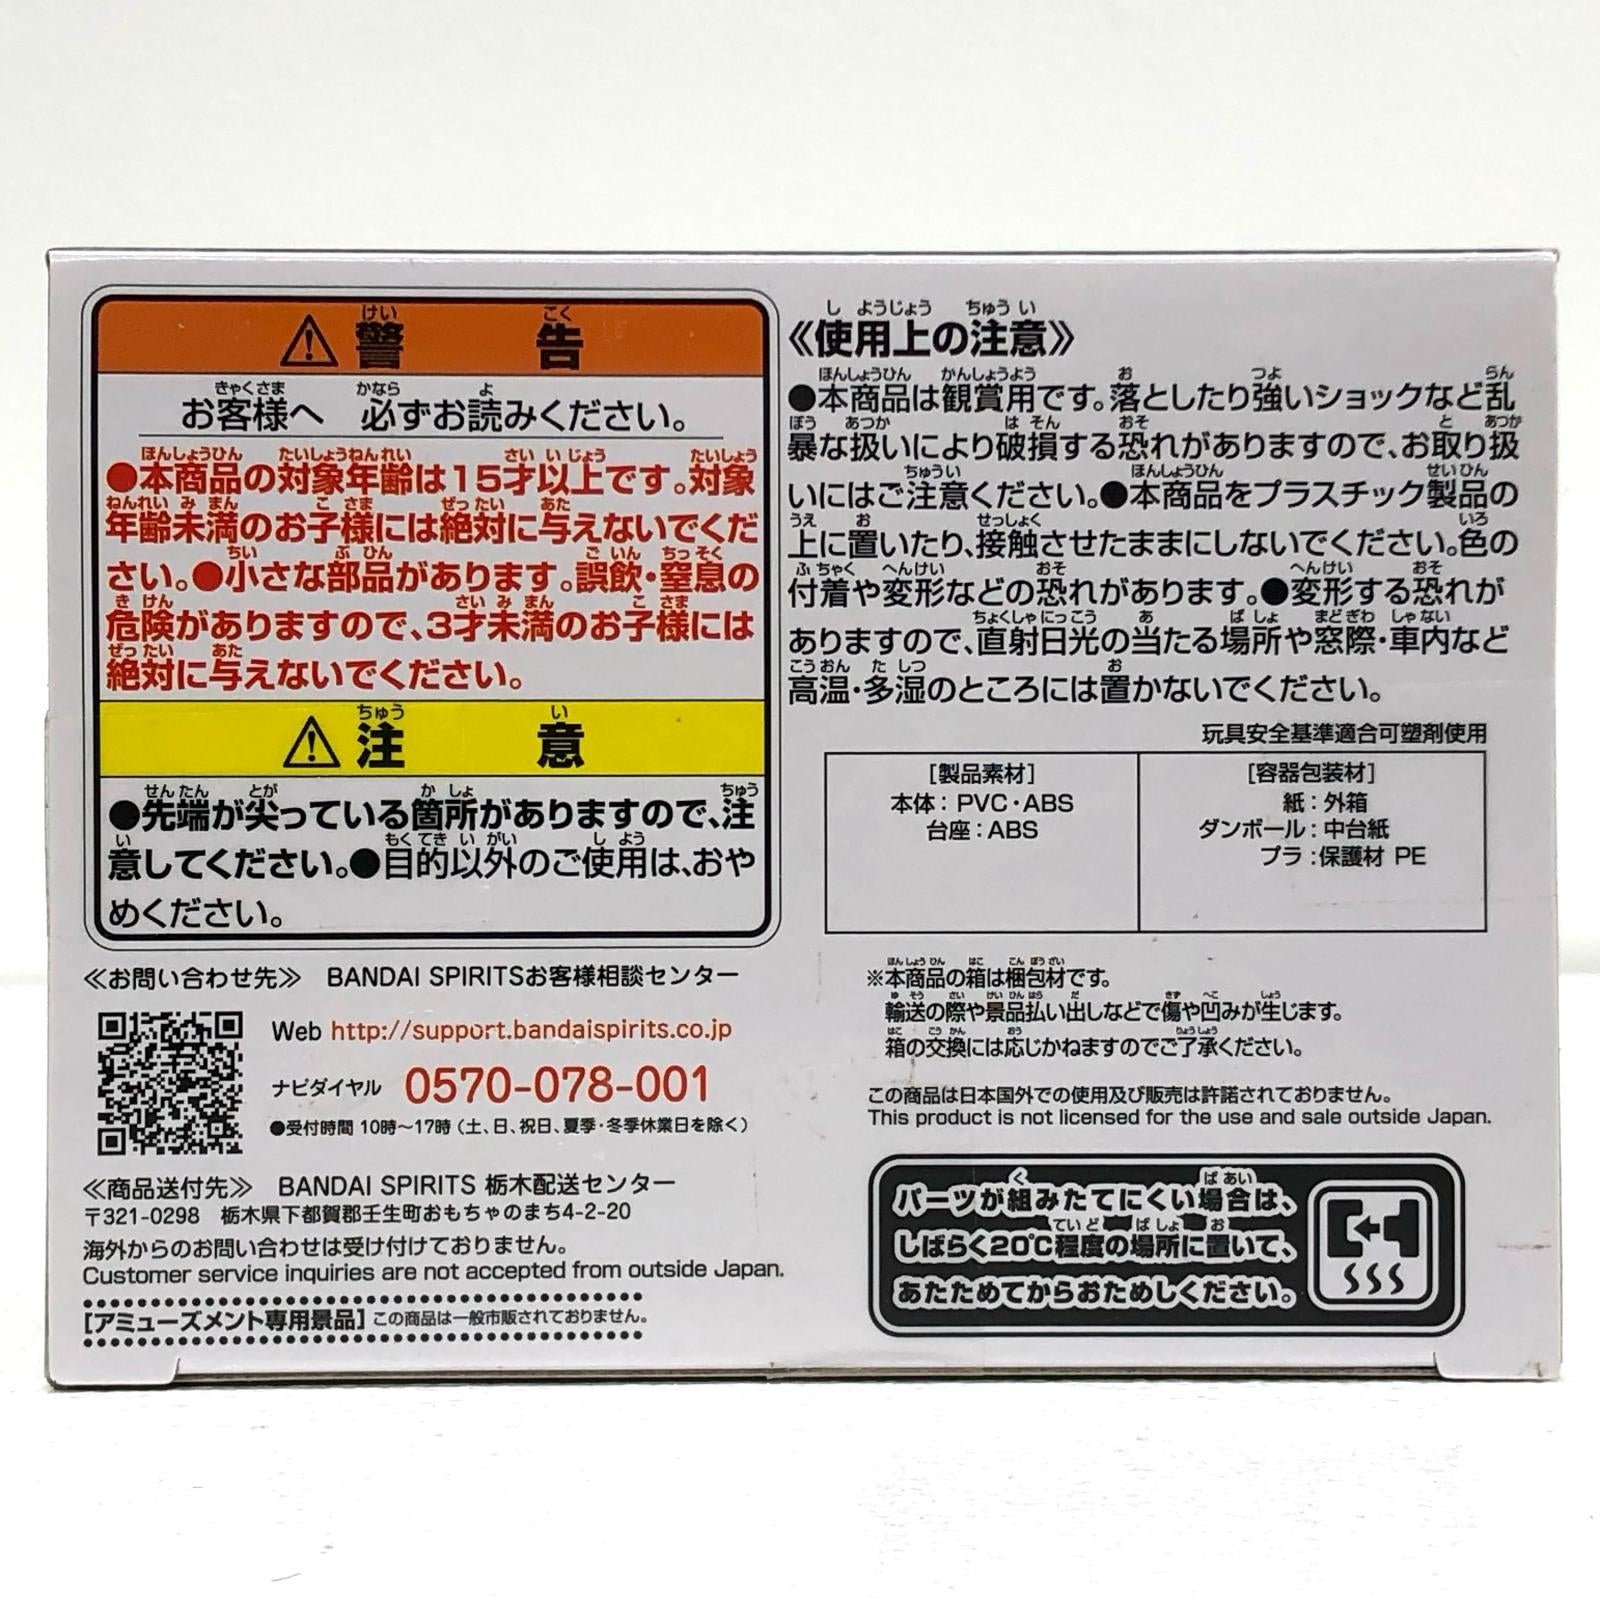 警告
お客様へ 必ずお読みください。
●本商品の対象年齢は15才以上です。対象
年齢未満のお子様には絶対に与えないでくだ
さい。●小さな部品があります。誤飲・窒息の
危険がありますので、3才未満のお子様には
絶対に与えないでください。
注意
●先端が尖っている箇所がありますので、注
意してください。●目的以外のご使用は、おや
めください。
≪お問い合わせ先≫ BANDAI SPIRITSお客様相談センター
Web http://support.bandaispirits.co.jp
ナビダイヤル 0570-078-001
●受付時間 10時～17時（土、日、祝日、夏季・冬季休業日を除く）
≪商品送付先≫ BANDAI SPIRITS 栃木配送センター
〒321-0298 栃木県下都賀郡壬生町おもちゃのまち4-2-20
海外からのお問い合わせは受け付けておりません。
Customer service inquiries are not accepted from outside Japan.
[アミューズメント専用景品] この商品は一般市販されておりません。
《使用上の注意》
●本商品は観賞用です。落としたり強いショックなど乱
暴な扱いにより破損する恐れがありますので、お取り扱
いにはご注意ください。●本商品をプラスチック製品の
上に置いたり、接触させたままにしないでください。色の
付着や変形などの恐れがあります。●変形する恐れが
ありますので、直射日光の当たる場所や窓際・車内など
高温・多湿のところには置かないでください。
玩具安全基準適合可塑剤使用
[製品素材]
本体：PVC・ABS
台座：ABS
[容器包装材]
紙：外箱
ダンボール：中台紙
プラ：保護材 PE
※本商品の箱は梱包材です。
輸送の際や景品払い出しなどで傷や凹みが生じます。
箱の交換には応じかねますのでご了承ください。
この商品は日本国外での使用及び販売は許諾されておりません。
This product is not licensed for the use and sale outside Japan.
パーツが組みたてにくい場合は、
しばらく20℃程度の場所に置いて、
あたためてからおためしください。